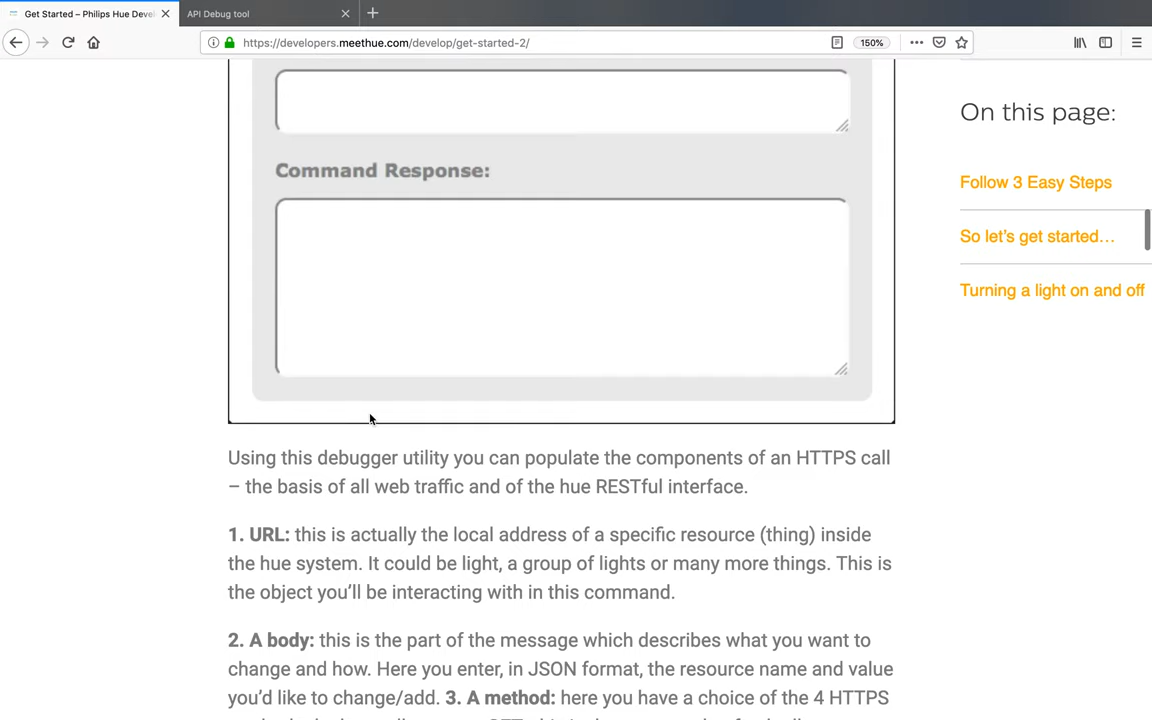 Get Started – Philips Hue Deve
API Debug tool
https://developers.meethue.com/develop/get-started-2/
150%
On this page:
Command Response:
Follow 3 Easy Steps
So let's get started…
Turning a light on and off
Using this debugger utility you can populate the components of an HTTPS call
– the basis of all web traffic and of the hue RESTful interface.
1. URL: this is actually the local address of a specific resource (thing) inside
the hue system. It could be light, a group of lights or many more things. This is
the object you'll be interacting with in this command.
2. A body: this is the part of the message which describes what you want to
change and how. Here you enter, in JSON format, the resource name and value
you'd like to change/add. 3. A method: here you have a choice of the 4 HTTPS